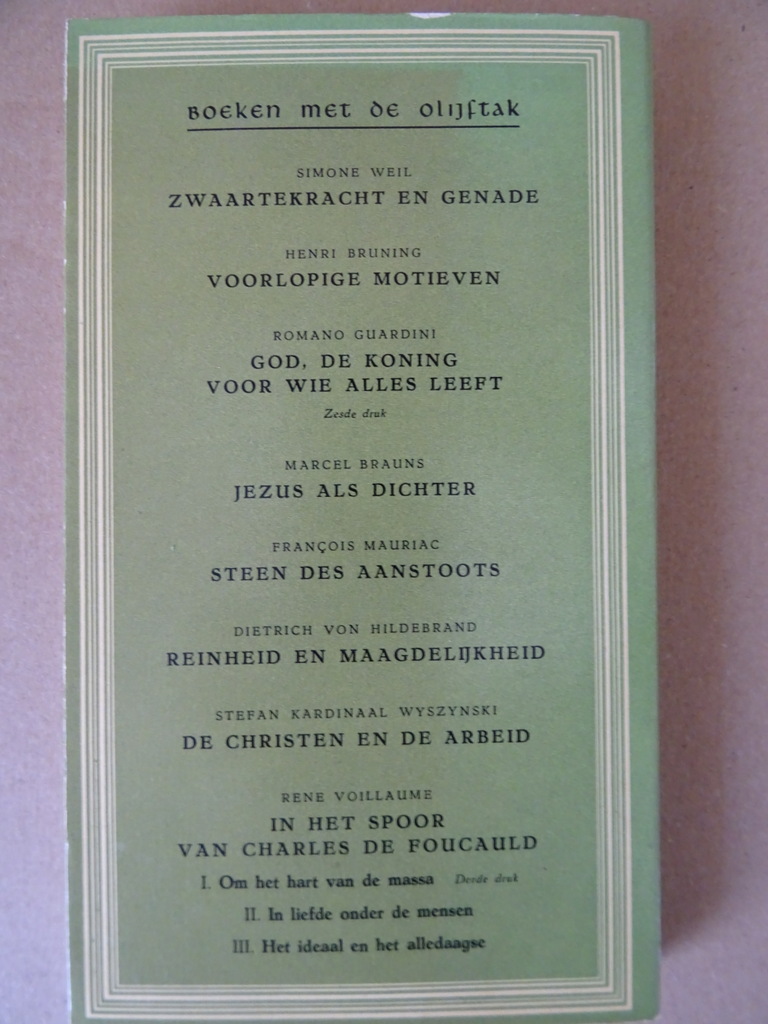 Boeken met de olijftak
SIMONE WEIL
ZWAARTEKRACHT EN GENADE
HENRI BRUNING
VOORLOPIGE MOTIEVEN
ROMANO GUARDINI
GOD, DE KONING
VOOR WIE ALLES LEEFT
Zesde druk
MARCEL BRAUNS
JEZUS ALS DICHTER
FRANÇOIS MAURIAC
STEEN DES AANSTOOTS
DIETRICH VON HILDEBRAND
REINHEID EN MAAGDELIJKHEID
STEFAN KARDINAAL WYSZYNSKI
DE CHRISTEN EN DE ARBEID
RENE VOILLAUME
IN HET SPOOR
VAN CHARLES DE FOUCAULD
I. Om het hart van de massa Derde druk
II. In liefde onder de mensen
III. Het ideaal en het alledaagse